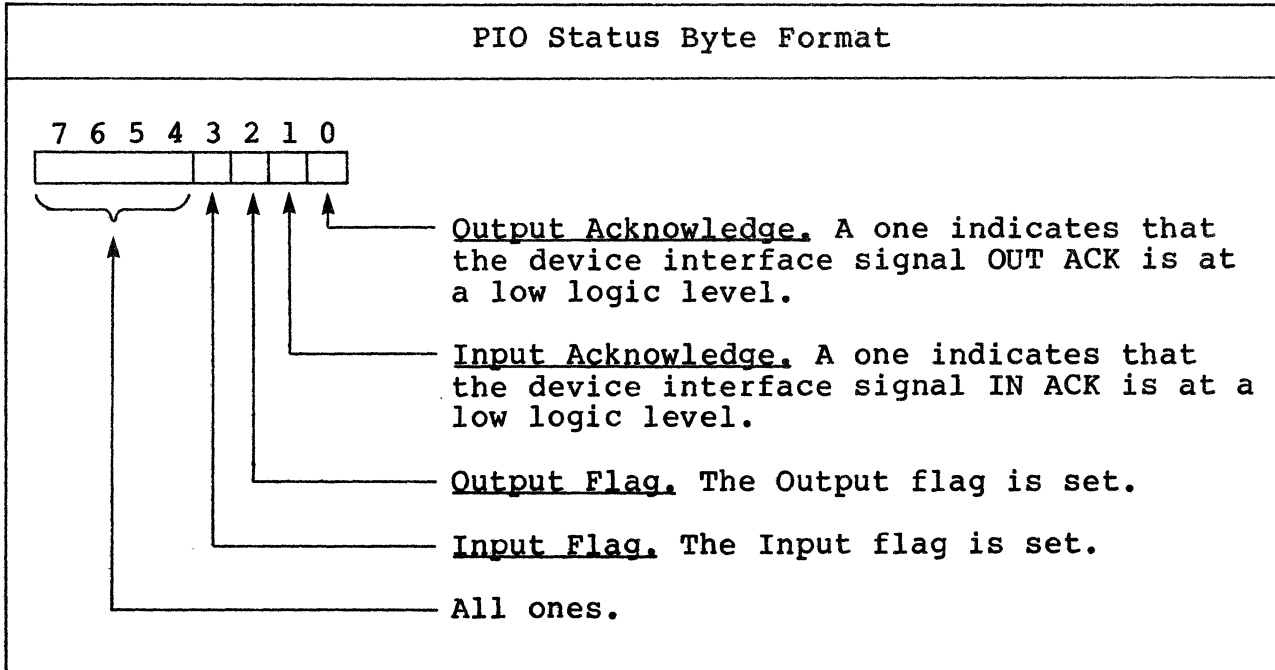 PIO Status Byte Format
7 6 5 4 3 2 1 0
Output Acknowledge. A one indicates that
the device interface signal OUT ACK is at
a low logic level.
Input Acknowledge. A one indicates that
the device interface signal IN ACK is at a
low logic level.
Output Flag. The Output flag is set.
Input Flag. The Input flag is set.
All ones.